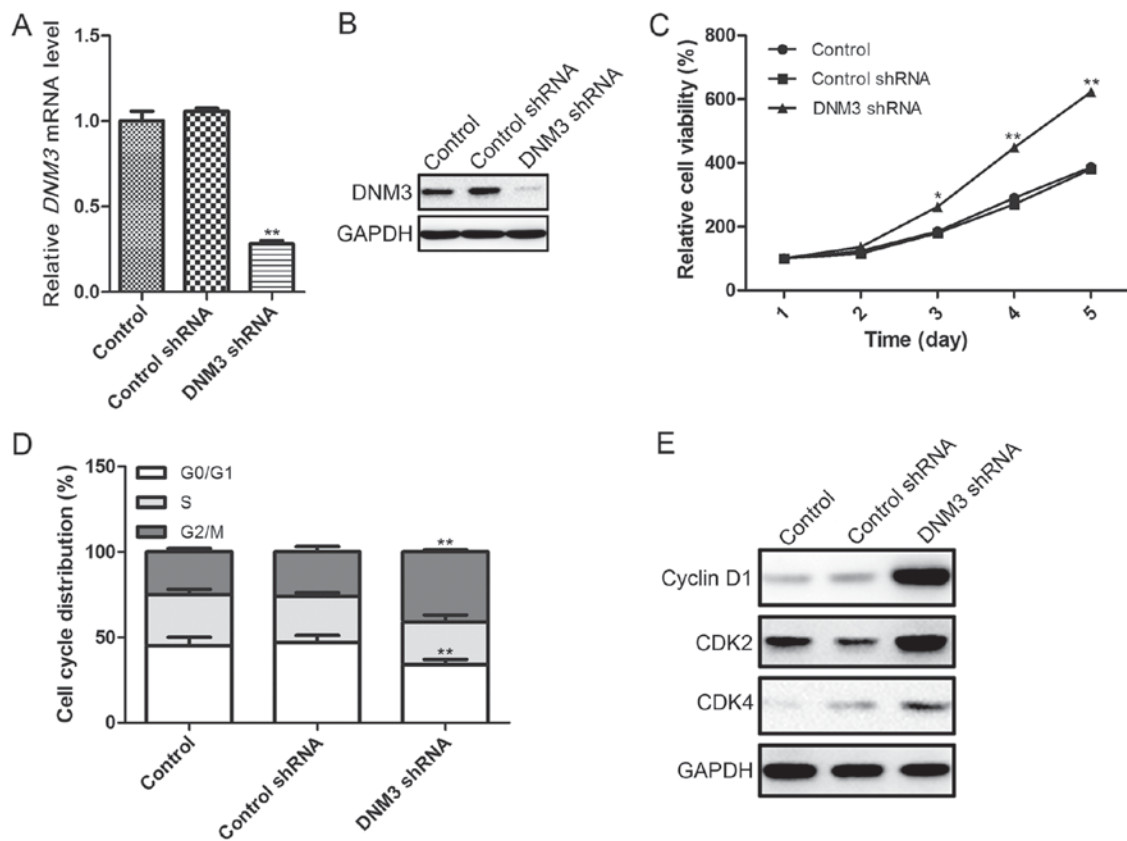 A
Relative DNM3 mRNA level
1.5
1.0
0.5
0.0
**
Control
Control shRNA
DNM3 shRNA
B
Control
Control shRNA
DNM3 shRNA
DNM3
GAPDH
C
Relative cell viability (%)
800
600
400
200
0
Control
Control shRNA
DNM3 shRNA
*
**
**
1
2
3
4
5
Time (day)
D
Cell cycle distribution (%)
150
100
50
0
G0/G1
S
G2/M
**
**
Control
Control shRNA
DNM3 shRNA
E
Control
Control shRNA
DNM3 shRNA
Cyclin D1
CDK2
CDK4
GAPDH